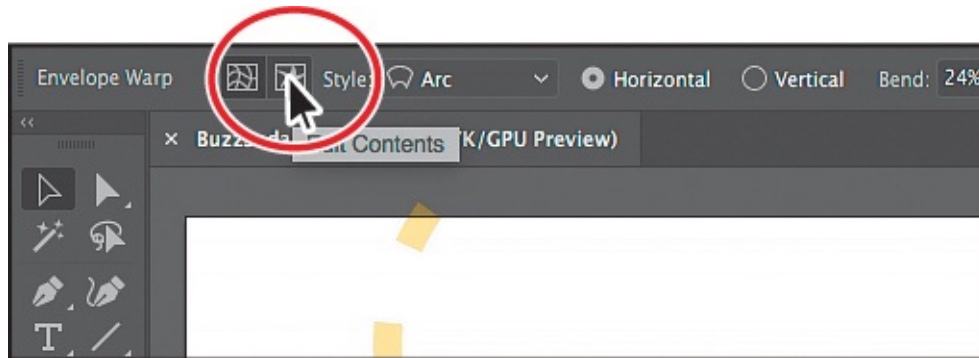 Envelope Warp Style: Arc Horizontal Vertical Bend: 24%
× K/GPU Preview)
Edit Contents
T